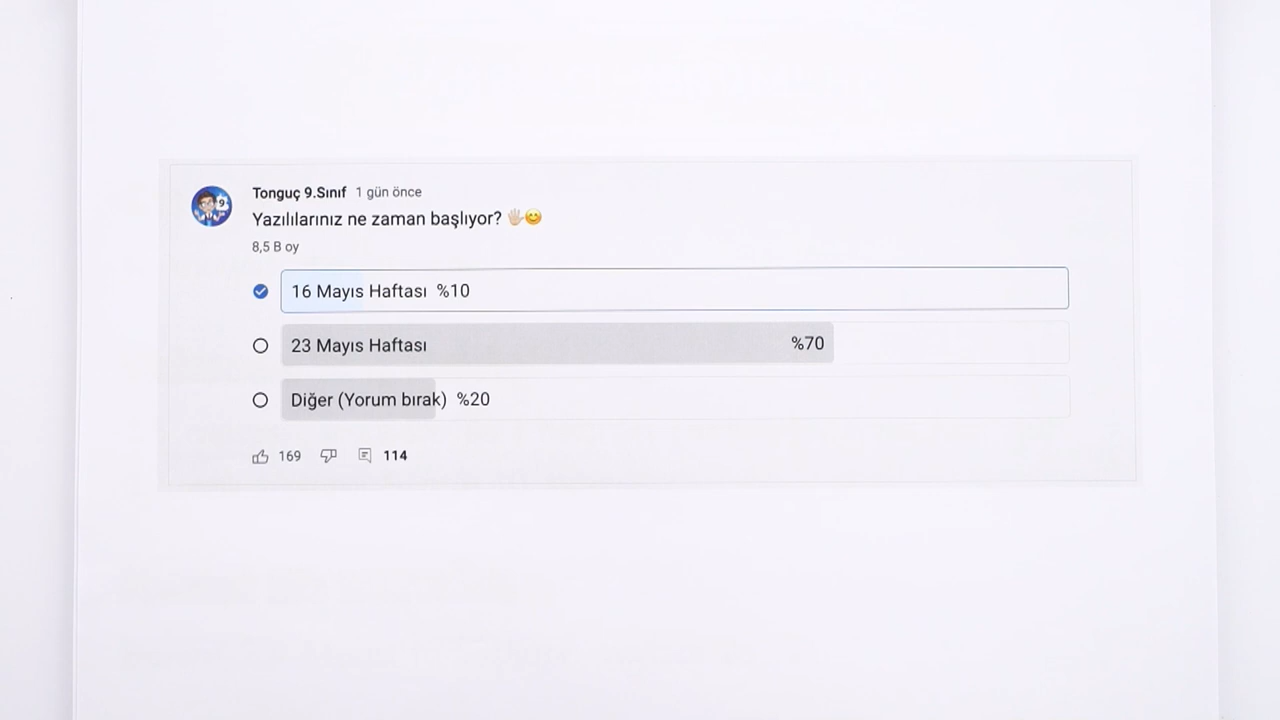 Tonguç 9.Sınıf 1 gün önce
Yazılılarınız ne zaman başlıyor? 🖐🏻😊
8,5 B oy
16 Mayıs Haftası %10
23 Mayıs Haftası %70
Diğer (Yorum bırak) %20
169 114